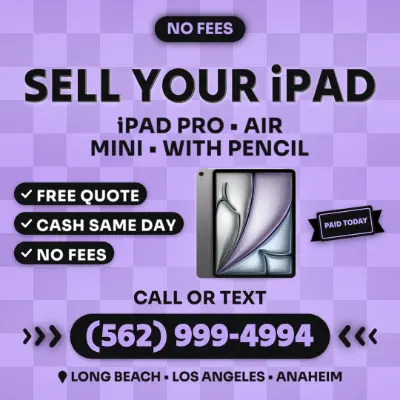 NO FEES
SELL YOUR iPAD
iPAD PRO • AIR
MINI • WITH PENCIL
✓ FREE QUOTE
✓ CASH SAME DAY
✓ NO FEES
PAID TODAY
CALL OR TEXT
(562) 999-4994
LONG BEACH • LOS ANGELES • ANAHEIM